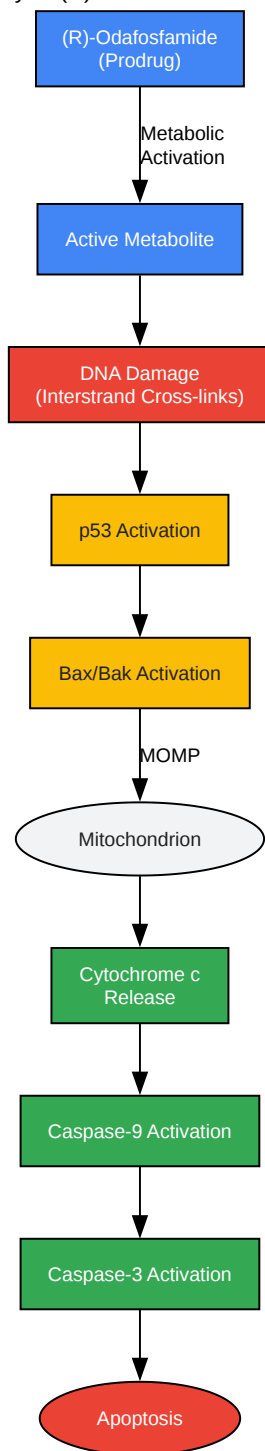 (R)-Odafosfamide
(Prodrug)
Metabolic
Activation
Active Metabolite
DNA Damage
(Interstrand Cross-links)
p53 Activation
Bax/Bak Activation
MOMP
Mitochondrion
Cytochrome c
Release
Caspase-9 Activation
Caspase-3 Activation
Apoptosis